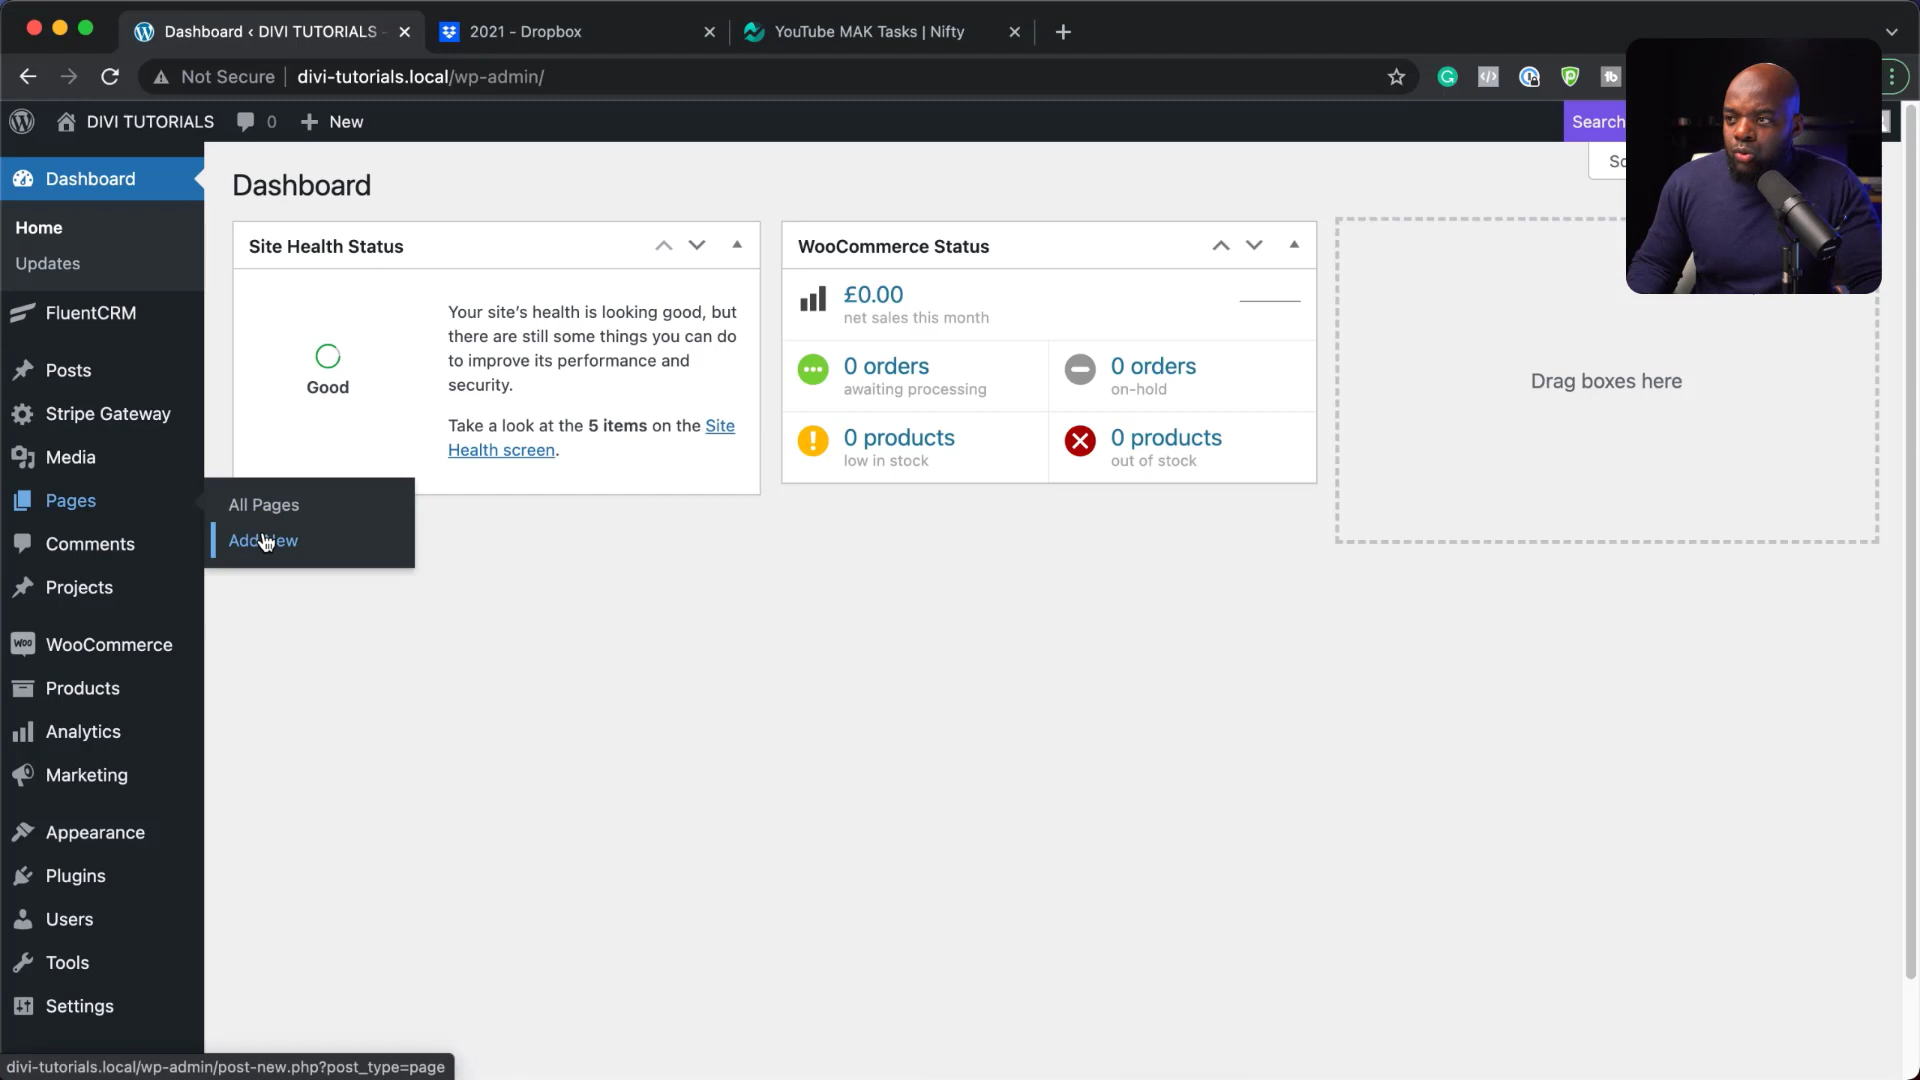 Dashboard ‹ DIVI TUTORIALS
2021 - Dropbox
YouTube MAK Tasks | Nifty
Not Secure
divi-tutorials.local/wp-admin/
DIVI TUTORIALS
0
New
Search
Dashboard
Home
Updates
FluentCRM
Posts
Stripe Gateway
Media
Pages
All Pages
Add New
Comments
Projects
WooCommerce
Products
Analytics
Marketing
Appearance
Plugins
Users
Tools
Settings
Dashboard
Site Health Status
Good
Your site's health is looking good, but
there are still some things you can do
to improve its performance and
security.
Take a look at the 5 items on the Site
Health screen.
WooCommerce Status
£0.00
net sales this month
0 orders
awaiting processing
0 orders
on-hold
0 products
low in stock
0 products
out of stock
Drag boxes here
divi-tutorials.local/wp-admin/post-new.php?post_type=page